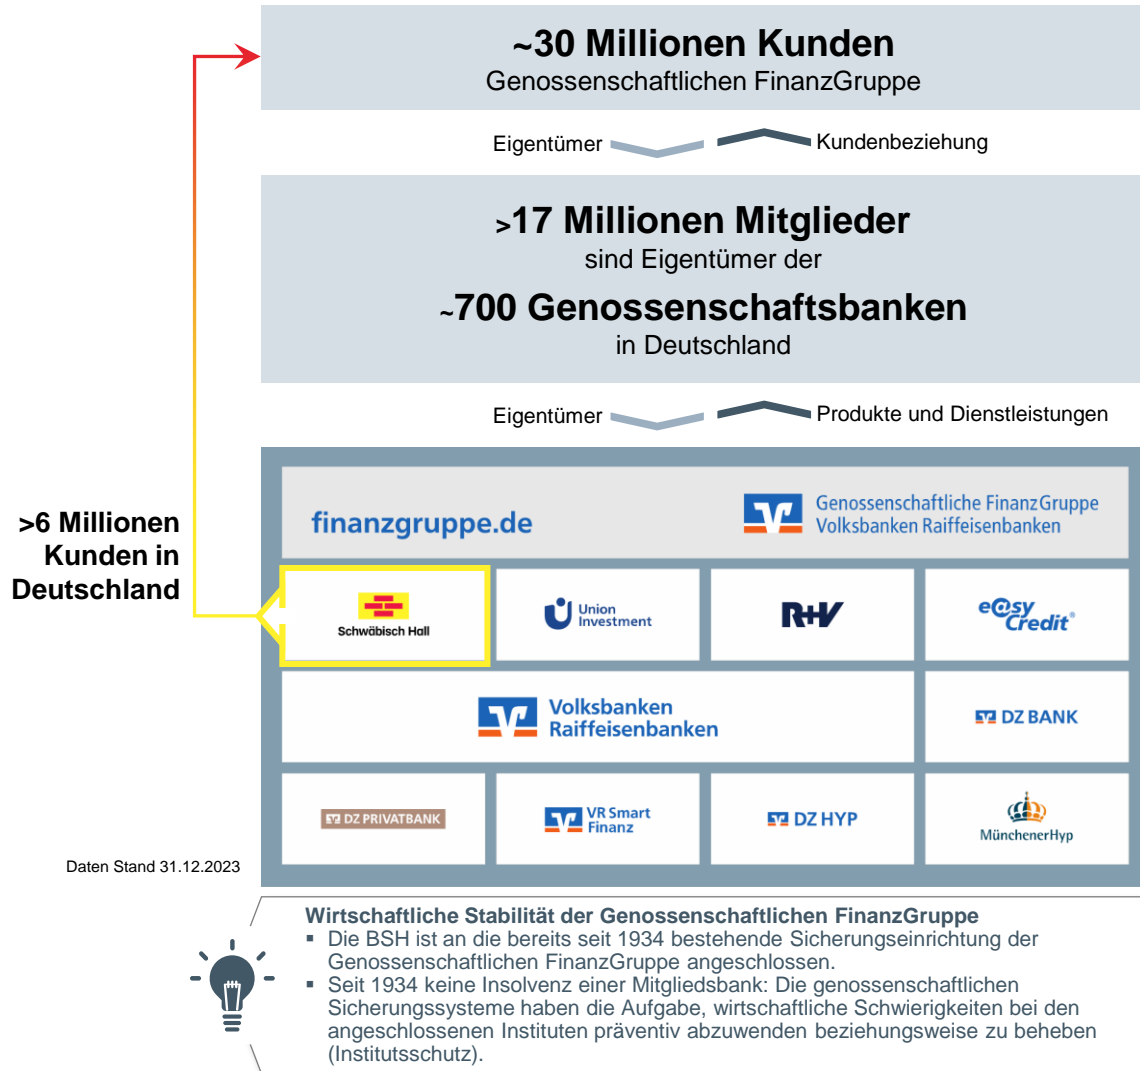 ~30 Millionen Kunden
Genossenschaftlichen FinanzGruppe
Eigentümer
Kundenbeziehung
>17 Millionen Mitglieder
sind Eigentümer der
~700 Genossenschaftsbanken
in Deutschland
Eigentümer
Produkte und Dienstleistungen
>6 Millionen
Kunden in
Deutschland
finanzgruppe.de
Genossenschaftliche FinanzGruppe
Volksbanken Raiffeisenbanken
Schwäbisch Hall
Union
Investment
R+V
e@sy
Credit®
Volksbanken
Raiffeisenbanken
DZ BANK
DZ PRIVATBANK
VR Smart
Finanz
DZ HYP
MünchenerHyp
Daten Stand 31.12.2023
Wirtschaftliche Stabilität der Genossenschaftlichen FinanzGruppe
▪ Die BSH ist an die bereits seit 1934 bestehende Sicherungseinrichtung der
Genossenschaftlichen FinanzGruppe angeschlossen.
▪ Seit 1934 keine Insolvenz einer Mitgliedsbank: Die genossenschaftlichen
Sicherungssysteme haben die Aufgabe, wirtschaftliche Schwierigkeiten bei den
angeschlossenen Instituten präventiv abzuwenden beziehungsweise zu beheben
(Institutsschutz).